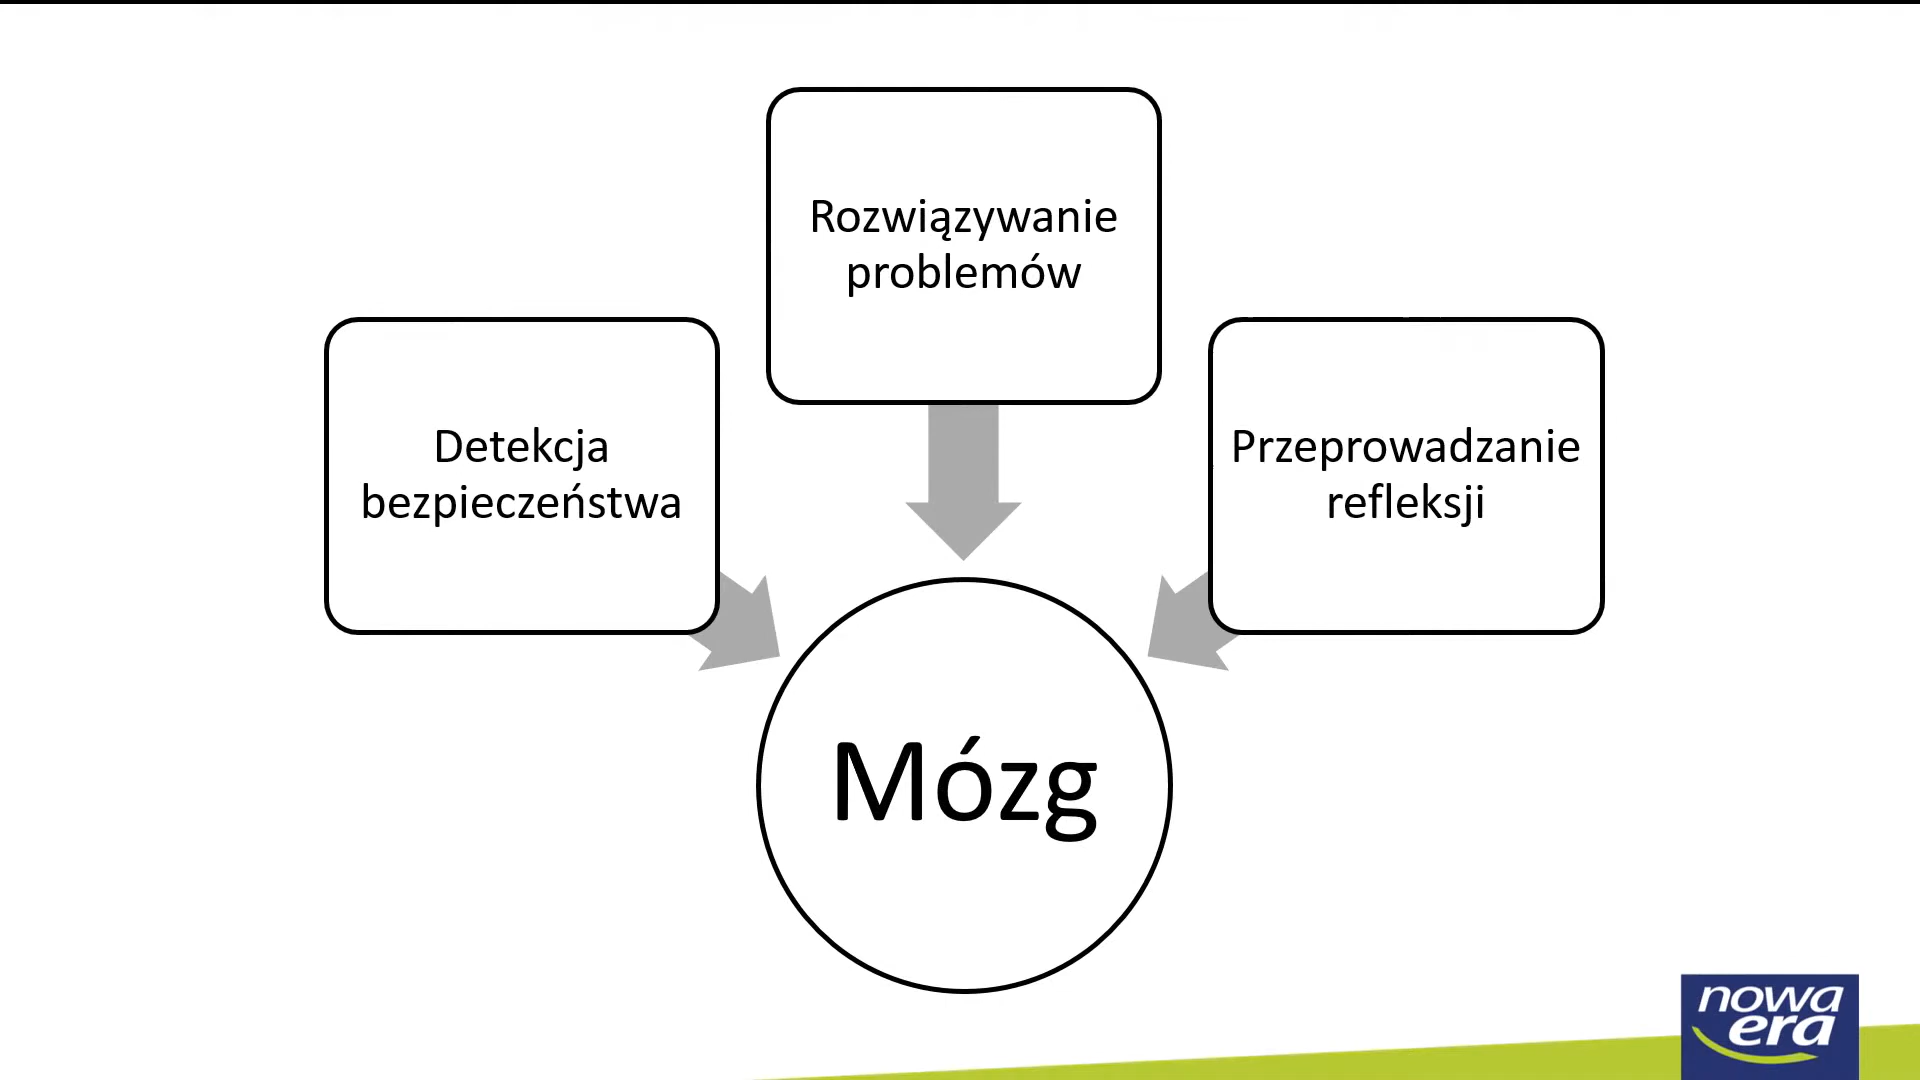 Rozwiązywanie
problemów
Detekcja
bezpieczeństwa
Przeprowadzanie
refleksji
Mózg
nowa
era